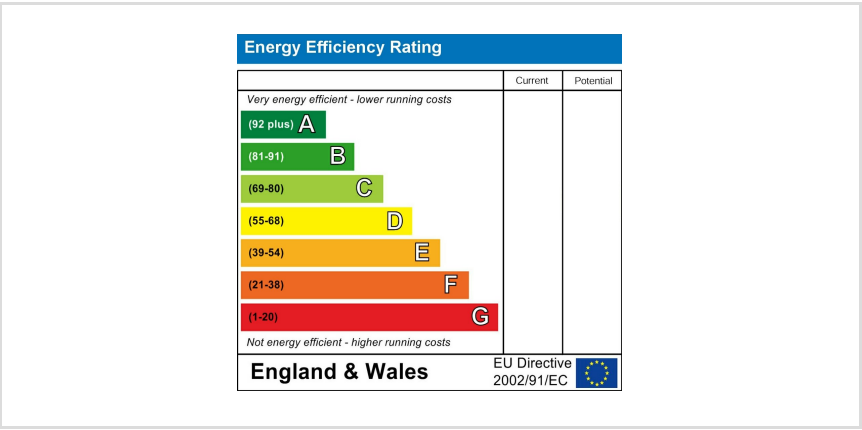 Energy Efficiency Rating
Current Potential
Very energy efficient - lower running costs
(92 plus) A
(81-91) B
(69-80) C
(55-68) D
(39-54) E
(21-38) F
(1-20) G
Not energy efficient - higher running costs
England & Wales
EU Directive
2002/91/EC